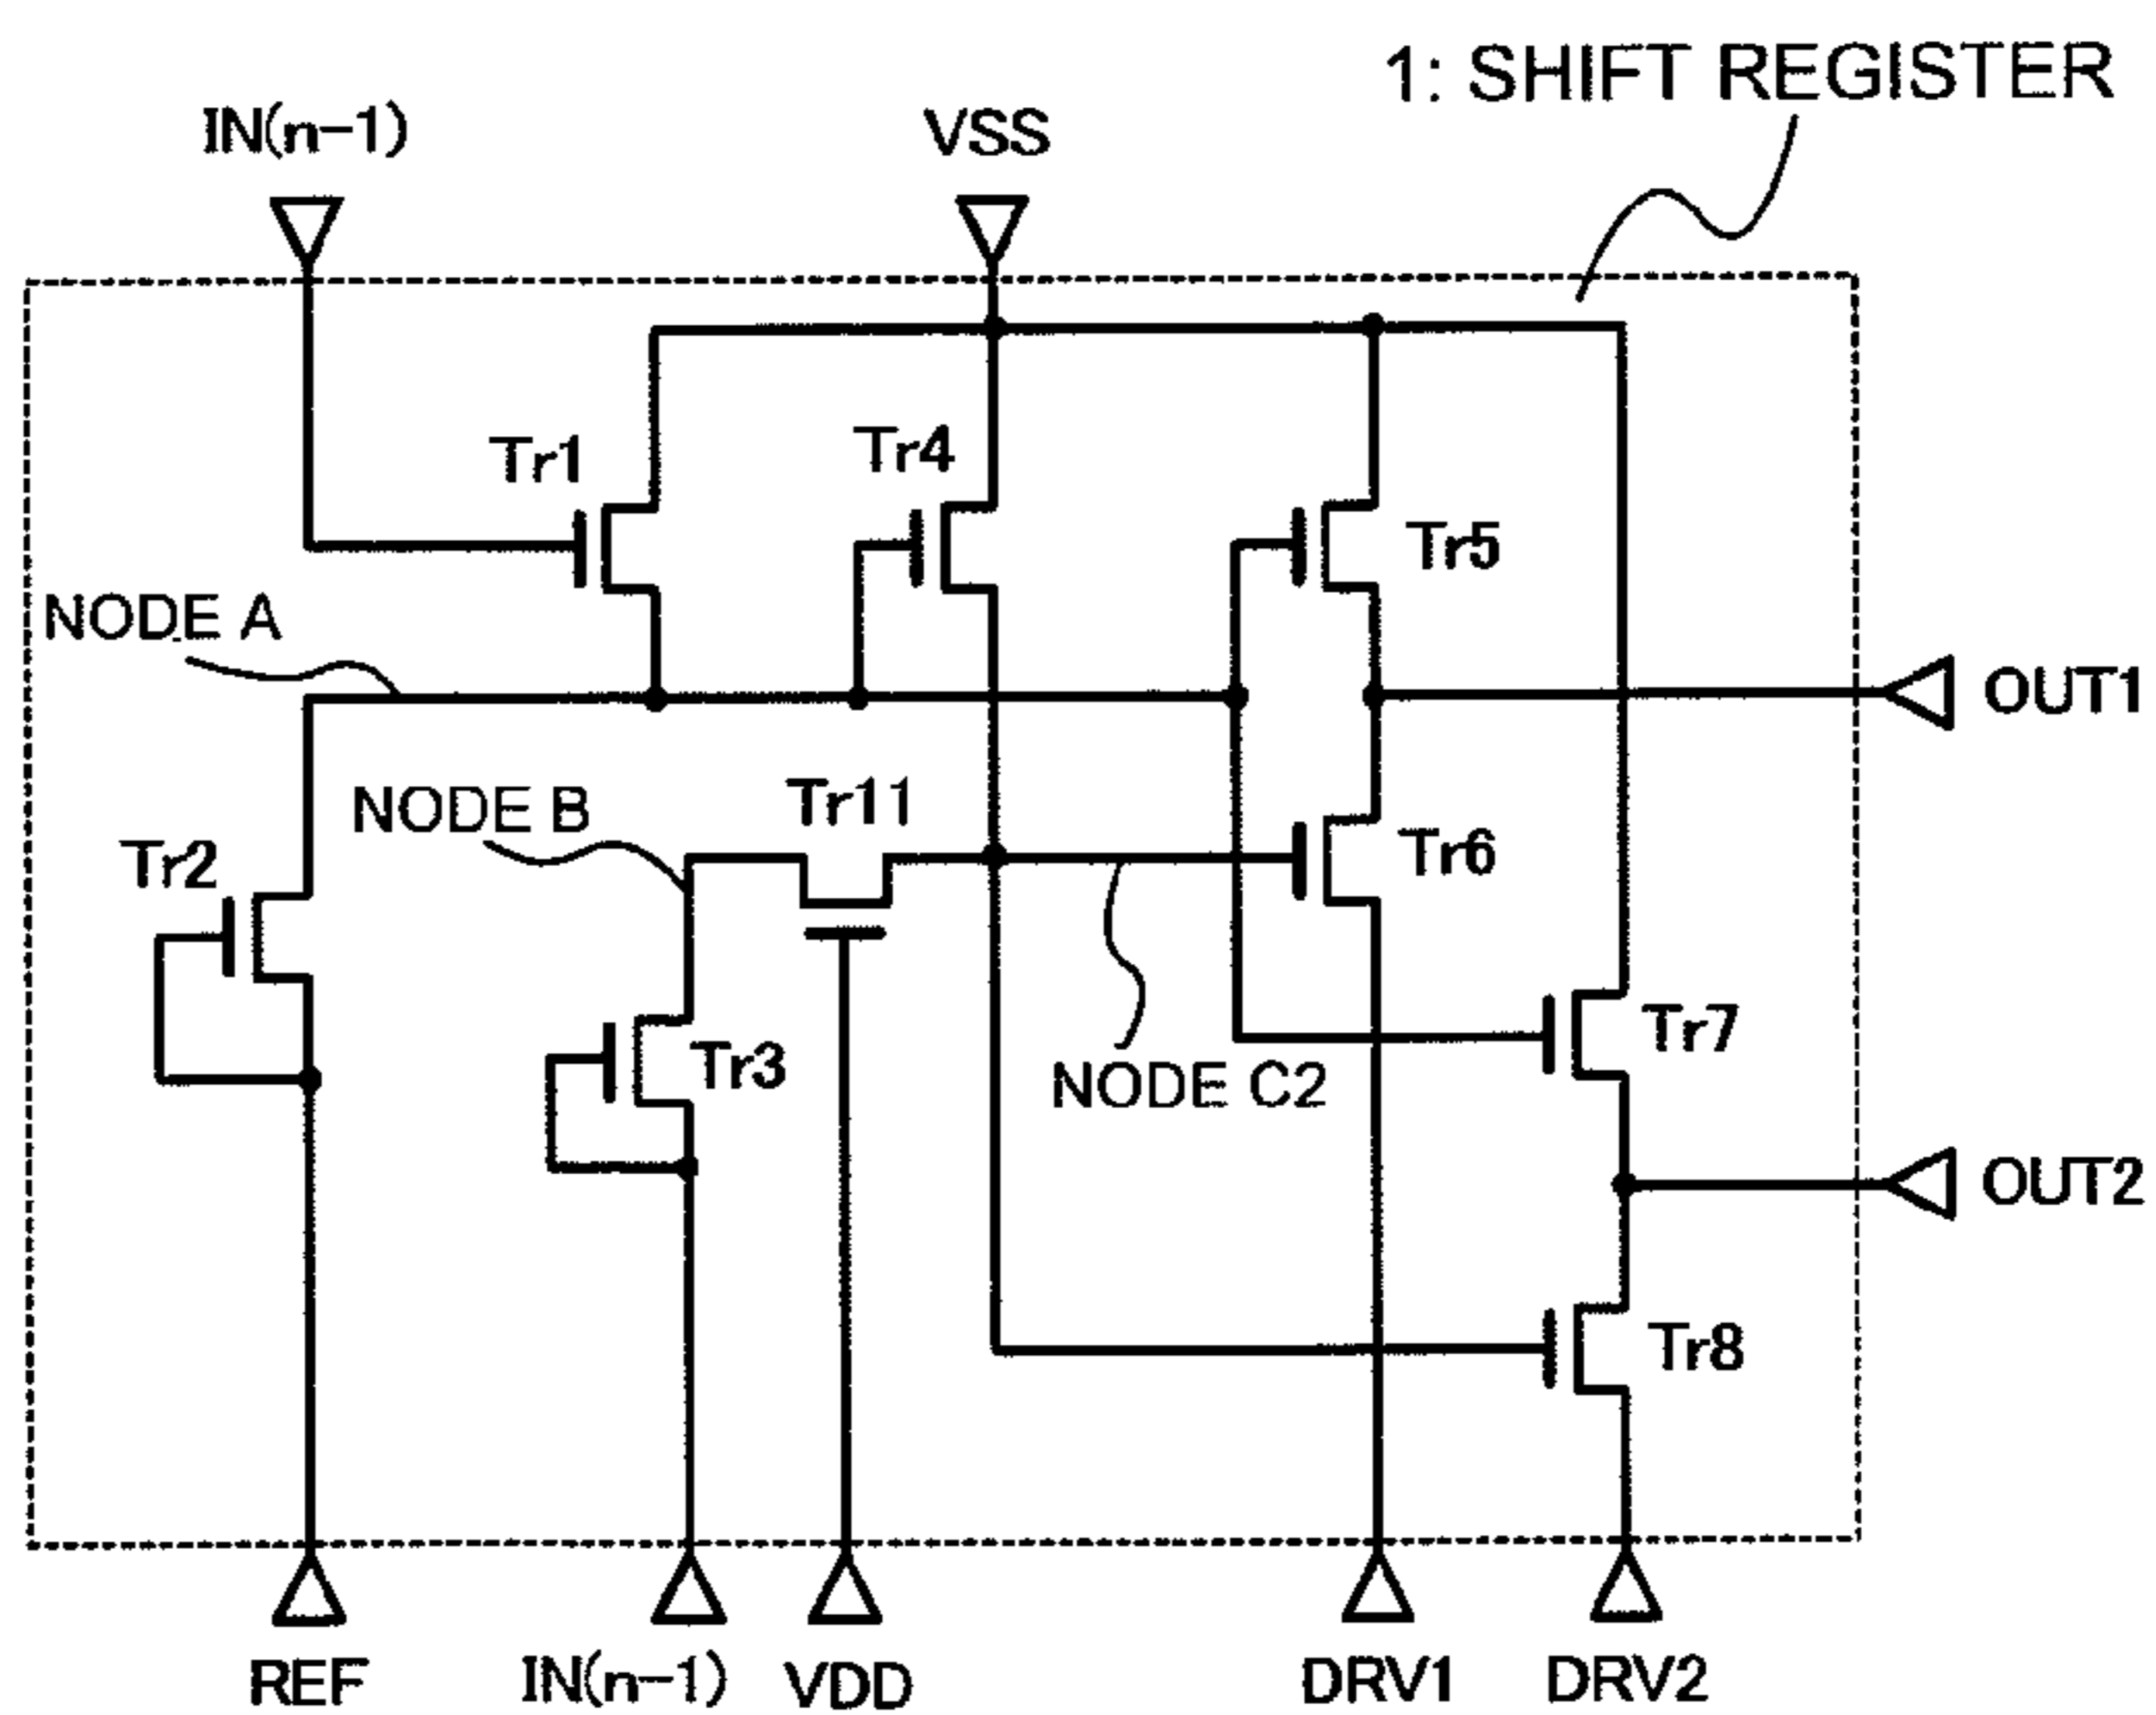 1: SHIFT REGISTER
IN(n-1)
VSS
Tr1
Tr4
Tr5
NODE A
OUT1
NODE B
Tr11
Tr2
Tr6
Tr3
NODE C2
Tr7
OUT2
Tr8
REF
IN(n-1)
VDD
DRV1
DRV2